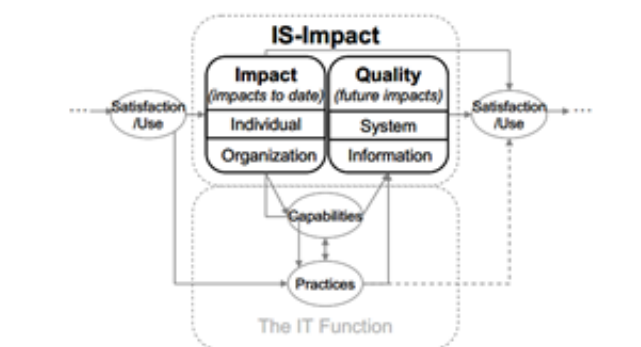 IS-Impact
Impact
(impacts to date)
Individual
Organization
Quality
(future impacts)
System
Information
Satisfaction
/Use
Satisfaction
/Use
Capabilities
Practices
The IT Function